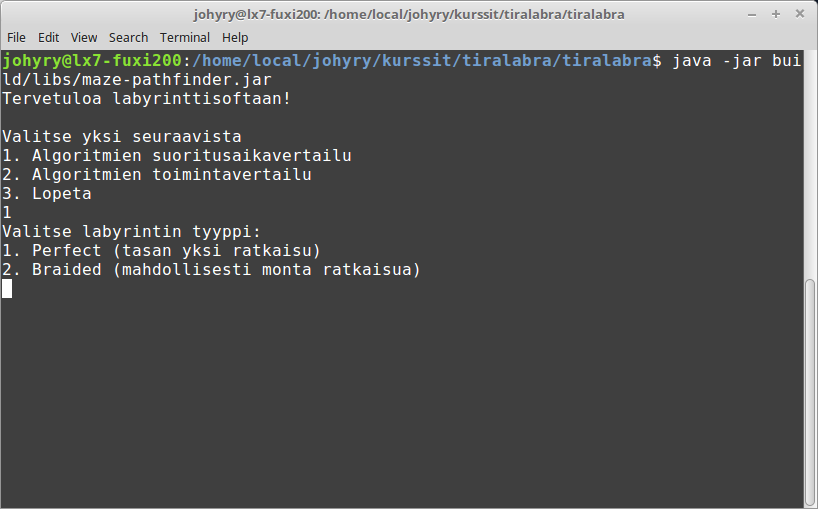 johyry@lx7-fuxi200: /home/local/johyry/kurssit/tiralabra/tiralabra
File Edit View Search Terminal Help
johyry@lx7-fuxi200:/home/local/johyry/kurssit/tiralabra/tiralabra$ java -jar bui
ld/libs/maze-pathfinder.jar
Tervetuloa labyrinttisoftaan!
Valitse yksi seuraavista
1. Algoritmien suoritusaikavertailu
2. Algoritmien toimintavertailu
3. Lopeta
1
Valitse labyrintin tyyppi:
1. Perfect (tasan yksi ratkaisu)
2. Braided (mahdollisesti monta ratkaisua)